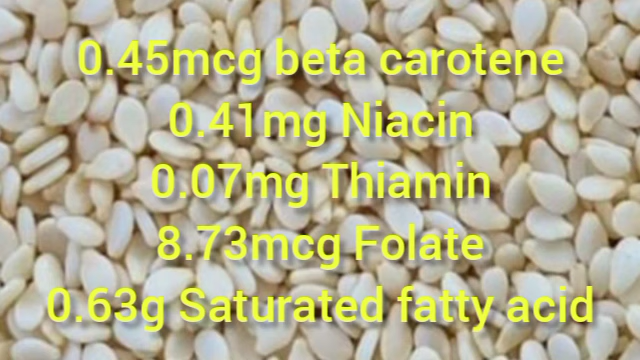 0.45mcg beta carotene
0.41mg Niacin
0.07mg Thiamin
8.73mcg Folate
0.63g Saturated fatty acid